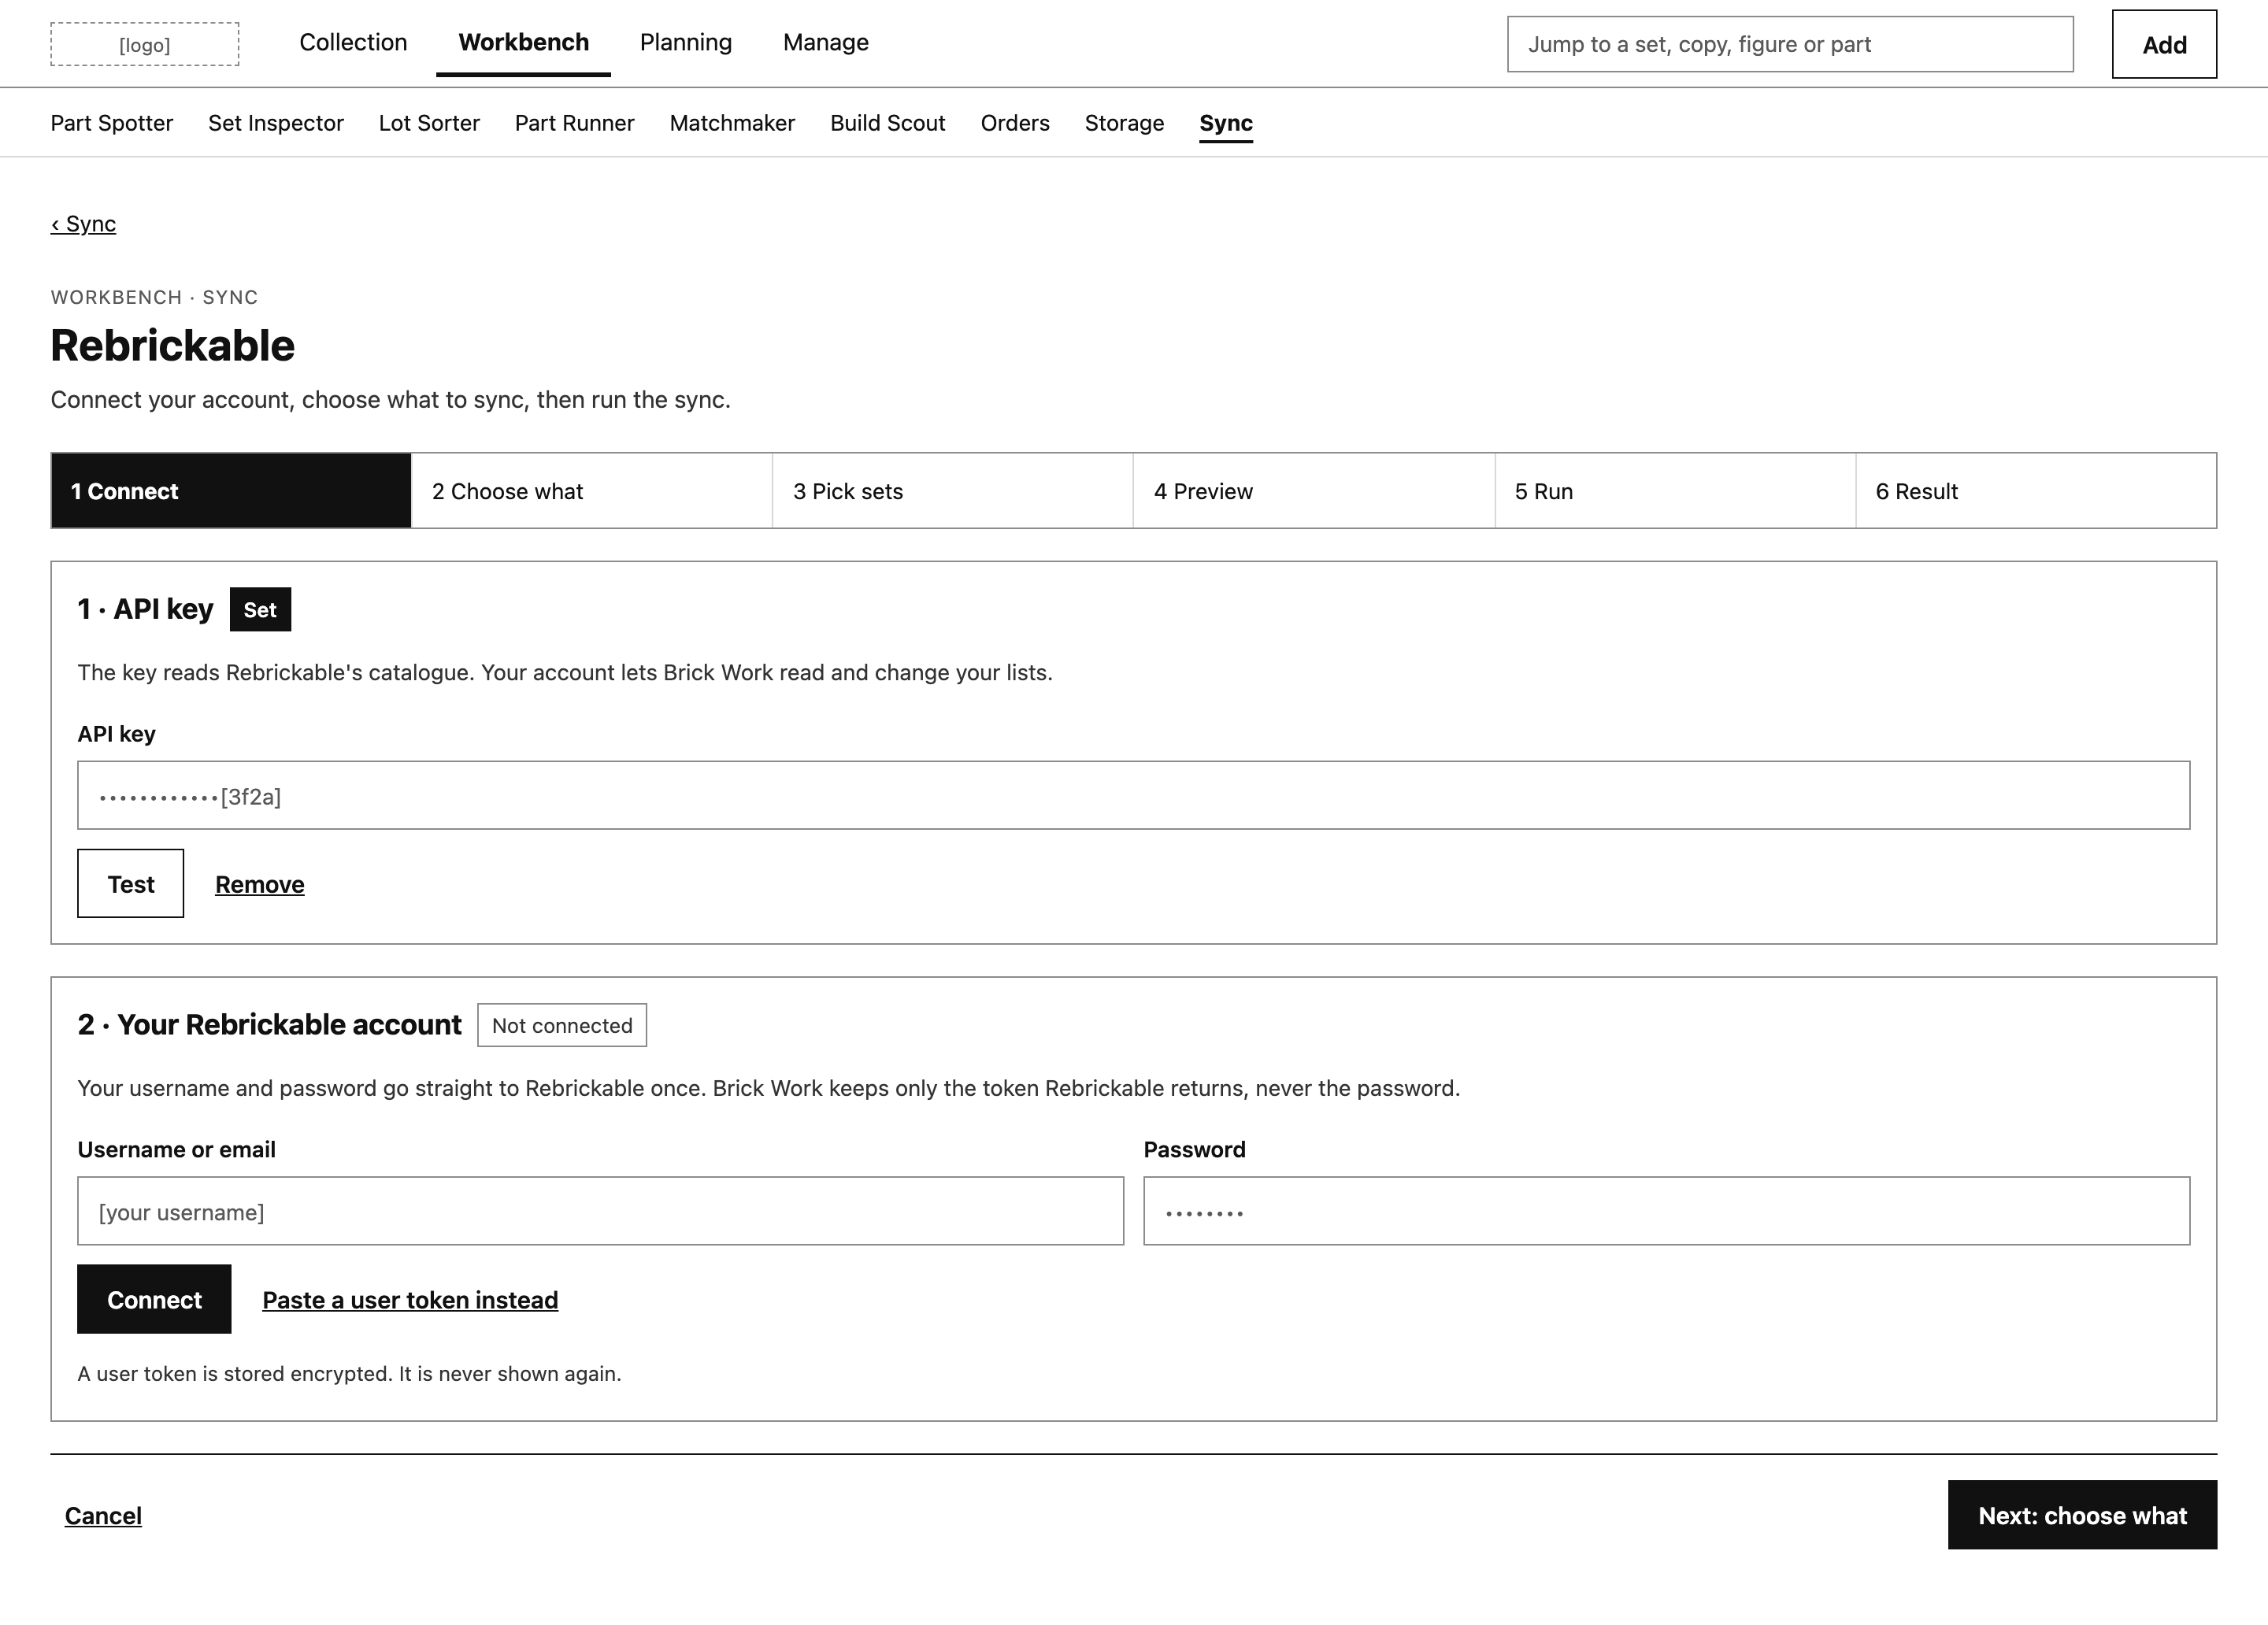 [logo] Collection Workbench Planning Manage Jump to a set, copy, figure or part Add
Part Spotter Set Inspector Lot Sorter Part Runner Matchmaker Build Scout Orders Storage Sync
‹ Sync
WORKBENCH · SYNC
Rebrickable
Connect your account, choose what to sync, then run the sync.
1 Connect 2 Choose what 3 Pick sets 4 Preview 5 Run 6 Result
1 · API key Set
The key reads Rebrickable's catalogue. Your account lets Brick Work read and change your lists.
API key
••••••••••••[3f2a]
Test Remove
2 · Your Rebrickable account Not connected
Your username and password go straight to Rebrickable once. Brick Work keeps only the token Rebrickable returns, never the password.
Username or email Password
[your username] ••••••••
Connect Paste a user token instead
A user token is stored encrypted. It is never shown again.
Cancel Next: choose what